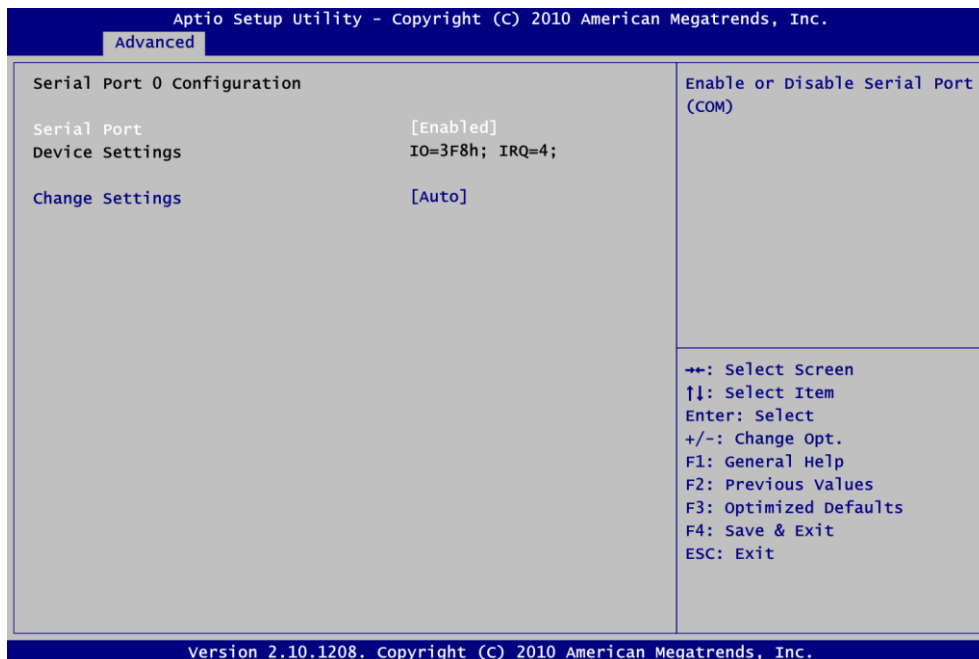 Aptio Setup Utility - Copyright (C) 2010 American Megatrends, Inc.
Advanced
Serial Port 0 Configuration
Serial Port [Enabled]
Device Settings IO=3F8h; IRQ=4;
Change Settings [Auto]
Enable or Disable Serial Port
(COM)
→←: Select Screen
↑↓: Select Item
Enter: Select
+/-: Change Opt.
F1: General Help
F2: Previous Values
F3: Optimized Defaults
F4: Save & Exit
ESC: Exit
Version 2.10.1208. Copyright (C) 2010 American Megatrends, Inc.